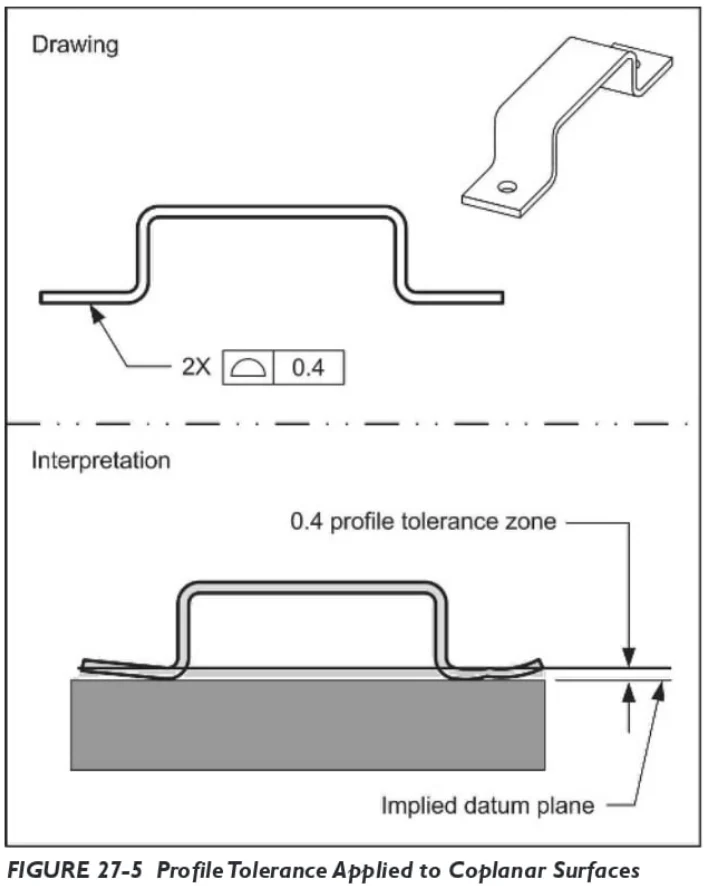 Drawing
2X ⌓ 0.4
Interpretation
0.4 profile tolerance zone
Implied datum plane
FIGURE 27-5 Profile Tolerance Applied to Coplanar Surfaces